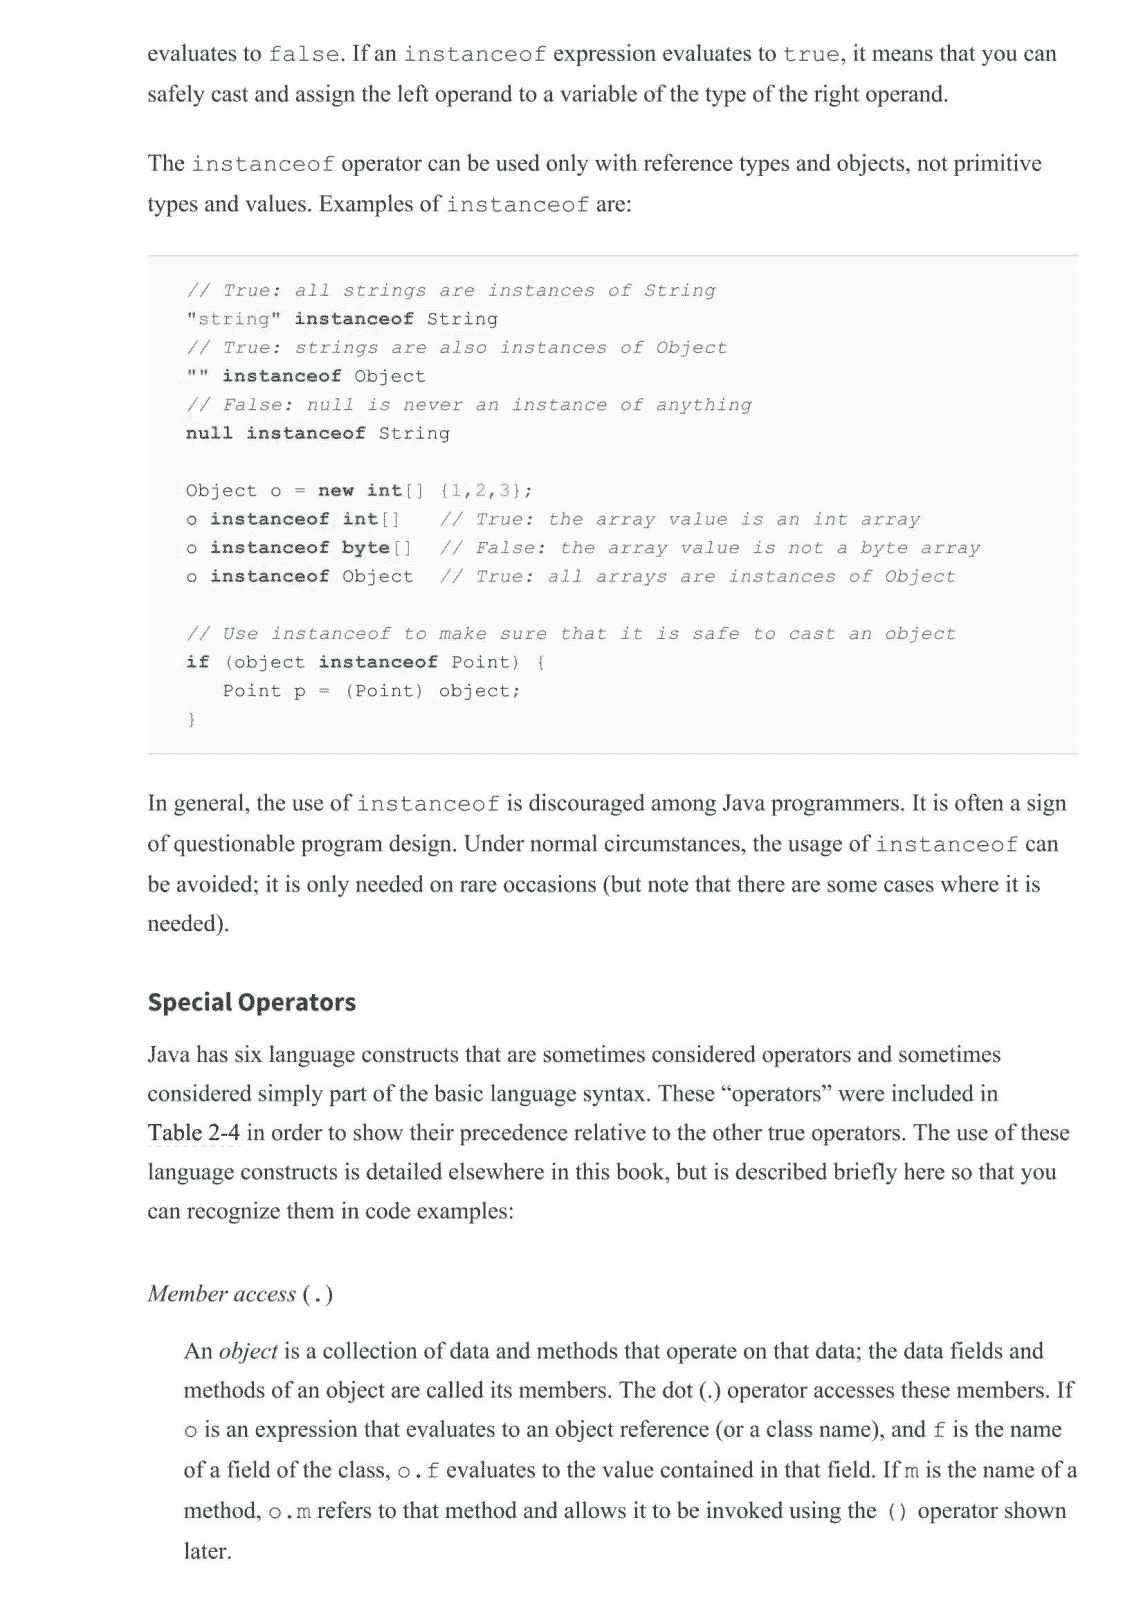 evaluates to false. If an instanceof expression evaluates to true, it means that you can
safely cast and assign the left operand to a variable of the type of the right operand.
The instanceof operator can be used only with reference types and objects, not primitive
types and values. Examples of instanceof are:
// True: all strings are instances of String
"string" instanceof String
// True: strings are also instances of Object
"" instanceof Object
// False: null is never an instance of anything
null instanceof String
Object o = new int[] {1,2,3};
o instanceof int[]   // True: the array value is an int array
o instanceof byte[]  // False: the array value is not a byte array
o instanceof Object  // True: all arrays are instances of Object
// Use instanceof to make sure that it is safe to cast an object
if (object instanceof Point) {
   Point p = (Point) object;
}
In general, the use of instanceof is discouraged among Java programmers. It is often a sign
of questionable program design. Under normal circumstances, the usage of instanceof can
be avoided; it is only needed on rare occasions (but note that there are some cases where it is
needed).
Special Operators
Java has six language constructs that are sometimes considered operators and sometimes
considered simply part of the basic language syntax. These “operators” were included in
Table 2-4 in order to show their precedence relative to the other true operators. The use of these
language constructs is detailed elsewhere in this book, but is described briefly here so that you
can recognize them in code examples:
Member access (.)
An object is a collection of data and methods that operate on that data; the data fields and
methods of an object are called its members. The dot (.) operator accesses these members. If
o is an expression that evaluates to an object reference (or a class name), and f is the name
of a field of the class, o.f evaluates to the value contained in that field. If m is the name of a
method, o.m refers to that method and allows it to be invoked using the () operator shown
later.